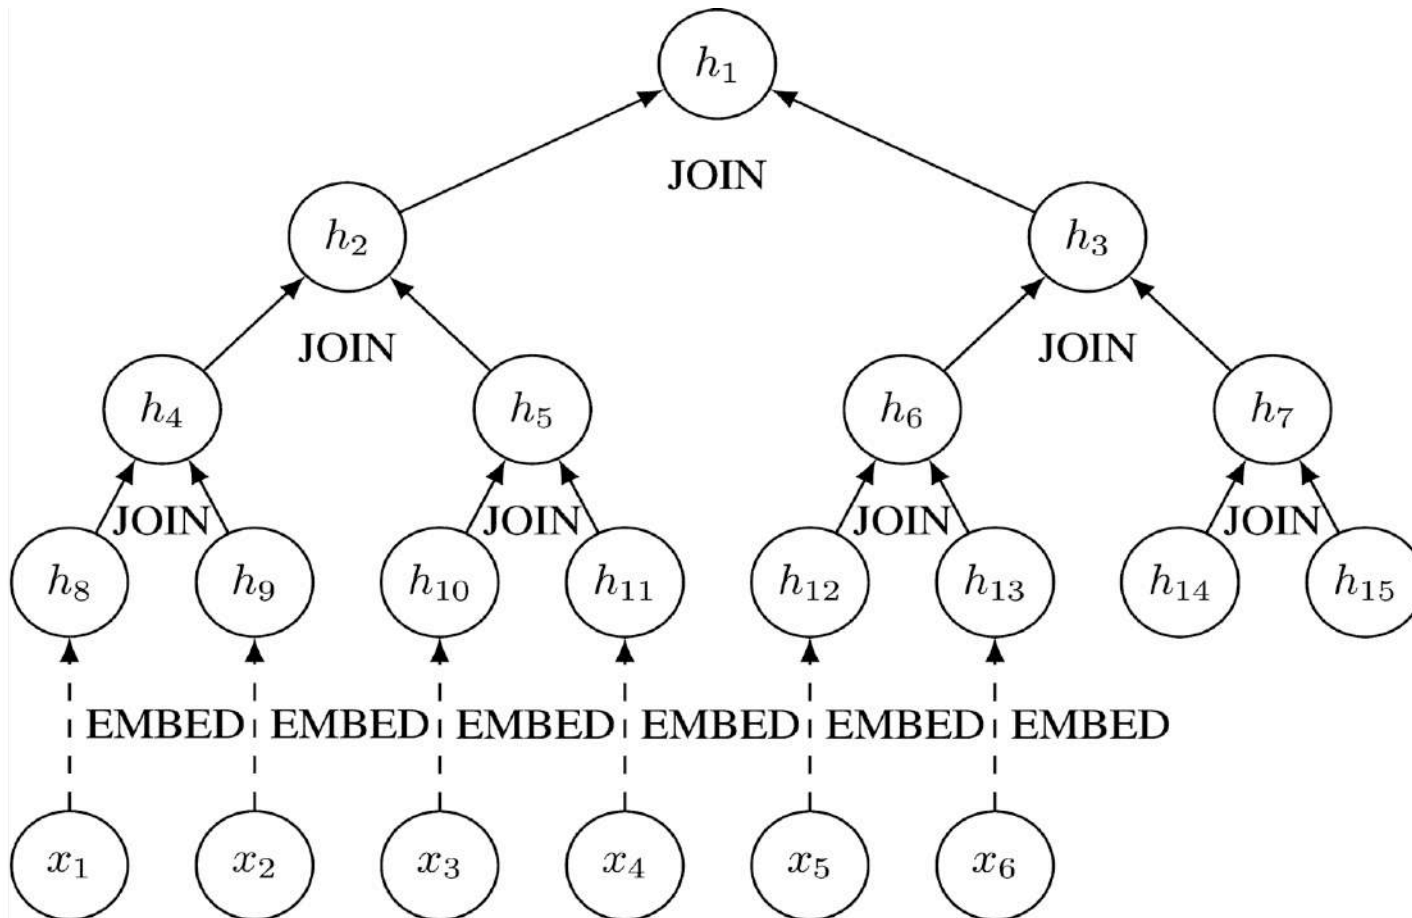 h₁
JOIN
h₂ h₃
JOIN JOIN
h₄ h₅ h₆ h₇
JOIN JOIN JOIN JOIN
h₈ h₉ h₁₀ h₁₁ h₁₂ h₁₃ h₁₄ h₁₅
EMBED EMBED EMBED EMBED EMBED EMBED
x₁ x₂ x₃ x₄ x₅ x₆